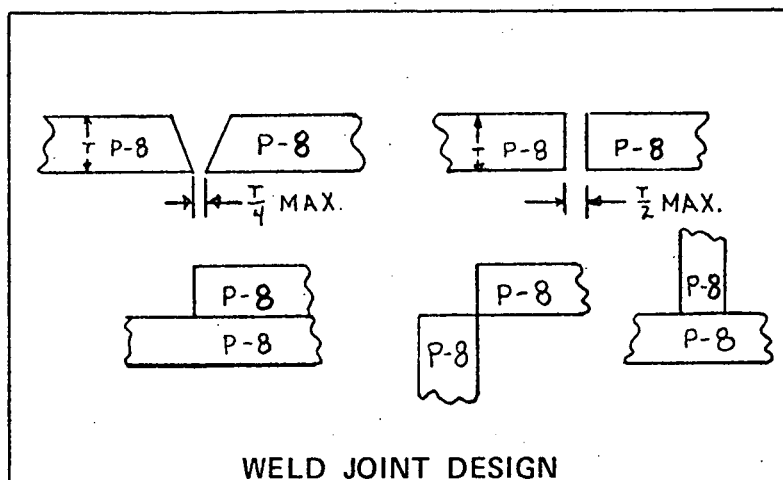 T P-8 P-8 T P-8 P-8
T/4 MAX. T/2 MAX.
P-8 P-8 P-8
P-8 P-8 P-8
WELD JOINT DESIGN